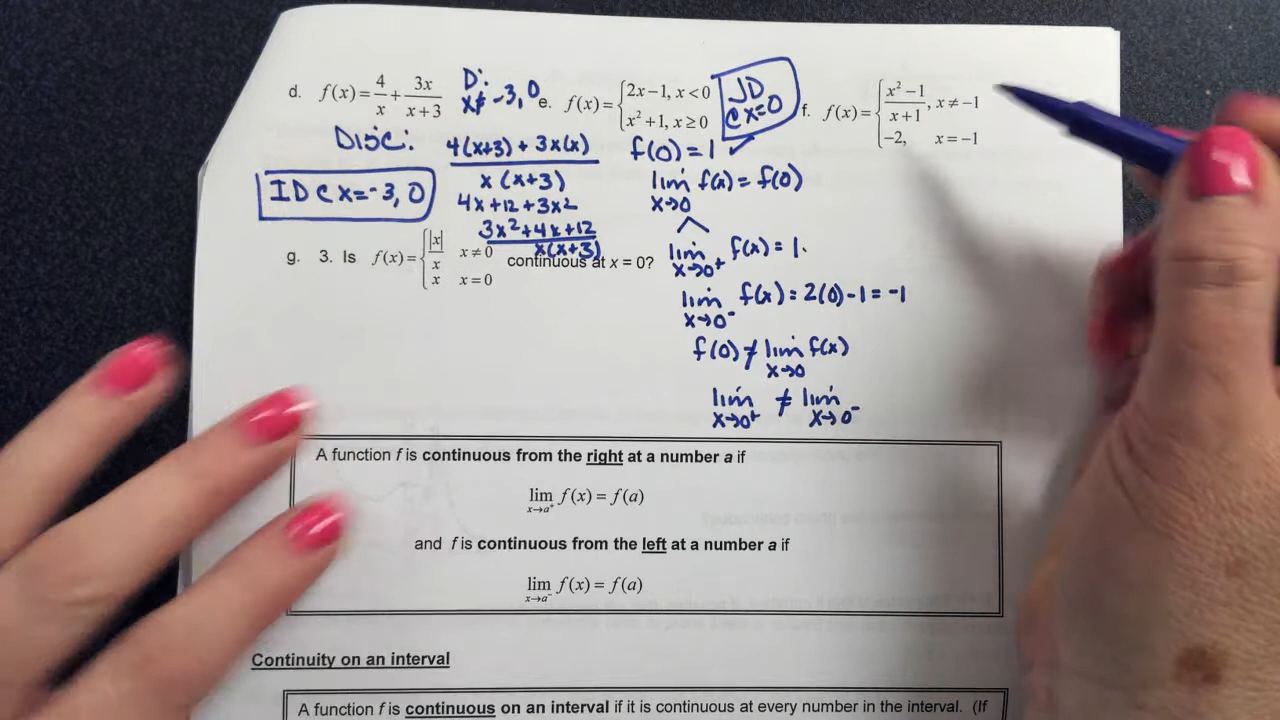 d. f(x) = 4/x + 3x/(x+3)
D: x ≠ -3, 0
DISC:
4(x+3) + 3x(x)
x(x+3)
4x+12+3x²
3x²+4x+12
x(x+3)
ID @ x=-3, 0
e. f(x) = { 2x−1, x<0
x²+1, x≥0
JD
@ x=0
f(0) = 1 ✓
lim f(x) = f(0)
x→0
lim f(x) = 1.
x→0⁺
lim f(x) = 2(0)-1 = -1
x→0⁻
f(0) ≠ lim f(x)
x→0
lim ≠ lim
x→0⁺ x→0⁻
f. f(x) = { (x²−1)/(x+1), x ≠ −1
−2, x = −1
g. 3. Is f(x) = { |x|/x x ≠ 0
x x = 0
continuous at x = 0?
A function f is continuous from the right at a number a if
lim f(x) = f(a)
x→a⁺
and f is continuous from the left at a number a if
lim f(x) = f(a)
x→a⁻
Continuity on an interval
A function f is continuous on an interval if it is continuous at every number in the interval. (If